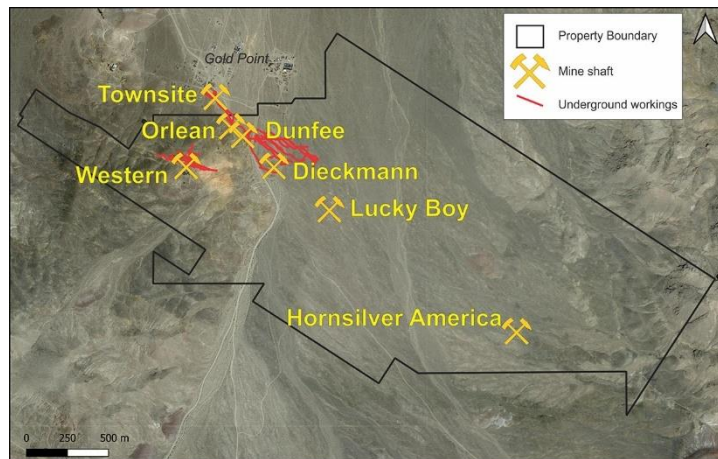 Gold Point
Property Boundary
Mine shaft
Underground workings
Townsite
Orlean
Dunfee
Western
Dieckmann
Lucky Boy
Hornsilver America
0 250 500 m